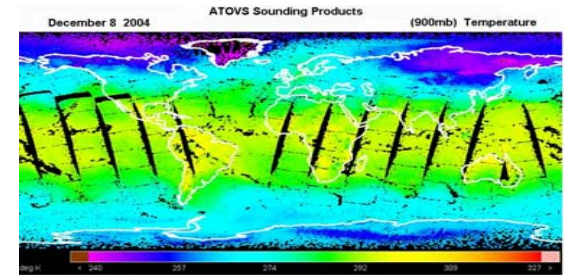 ATOVS Sounding Products
December 8 2004 (900mb) Temperature
deg K < 240 257 274 292 309 327 >